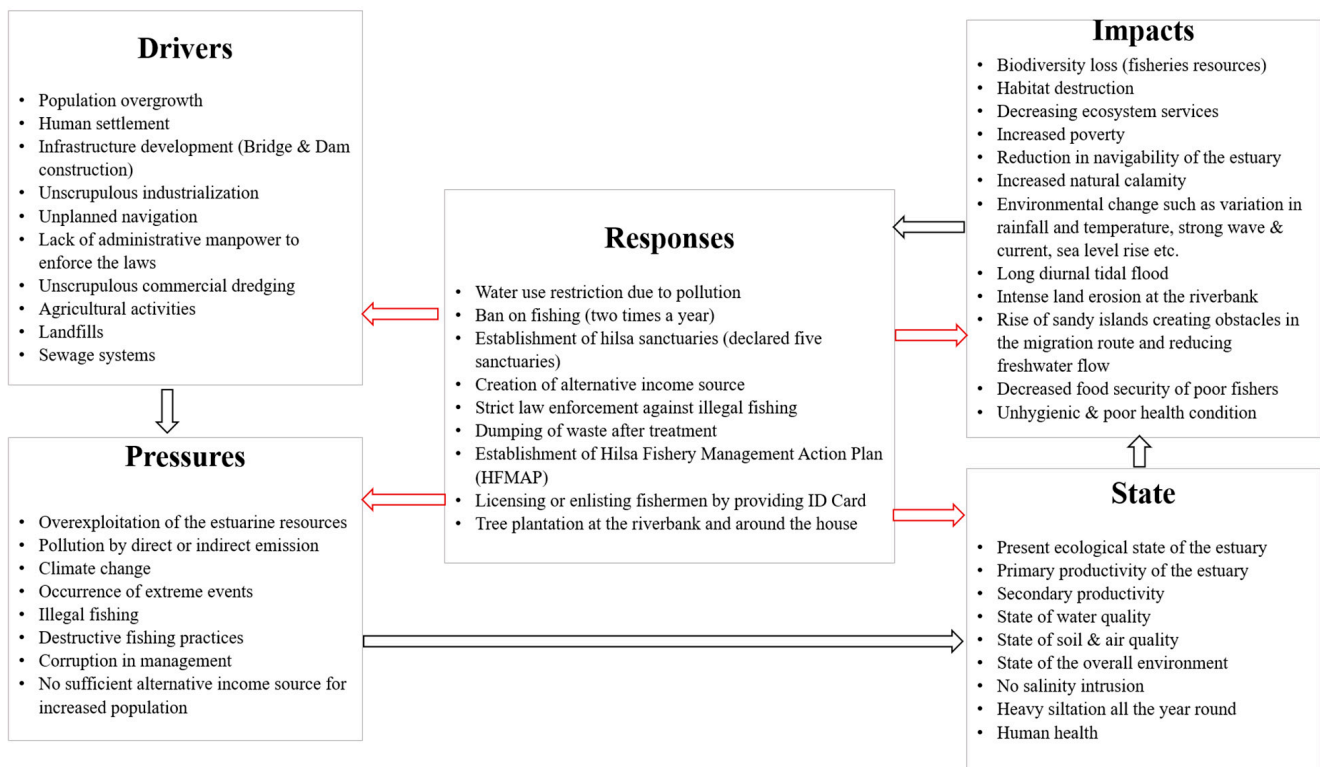 Drivers
• Population overgrowth
• Human settlement
• Infrastructure development (Bridge & Dam
construction)
• Unscrupulous industrialization
• Unplanned navigation
• Lack of administrative manpower to
enforce the laws
• Unscrupulous commercial dredging
• Agricultural activities
• Landfills
• Sewage systems
Pressures
• Overexploitation of the estuarine resources
• Pollution by direct or indirect emission
• Climate change
• Occurrence of extreme events
• Illegal fishing
• Destructive fishing practices
• Corruption in management
• No sufficient alternative income source for
increased population
Responses
• Water use restriction due to pollution
• Ban on fishing (two times a year)
• Establishment of hilsa sanctuaries (declared five
sanctuaries)
• Creation of alternative income source
• Strict law enforcement against illegal fishing
• Dumping of waste after treatment
• Establishment of Hilsa Fishery Management Action Plan
(HFMAP)
• Licensing or enlisting fishermen by providing ID Card
• Tree plantation at the riverbank and around the house
Impacts
• Biodiversity loss (fisheries resources)
• Habitat destruction
• Decreasing ecosystem services
• Increased poverty
• Reduction in navigability of the estuary
• Increased natural calamity
• Environmental change such as variation in
rainfall and temperature, strong wave &
current, sea level rise etc.
• Long diurnal tidal flood
• Intense land erosion at the riverbank
• Rise of sandy islands creating obstacles in
the migration route and reducing
freshwater flow
• Decreased food security of poor fishers
• Unhygienic & poor health condition
State
• Present ecological state of the estuary
• Primary productivity of the estuary
• Secondary productivity
• State of water quality
• State of soil & air quality
• State of the overall environment
• No salinity intrusion
• Heavy siltation all the year round
• Human health